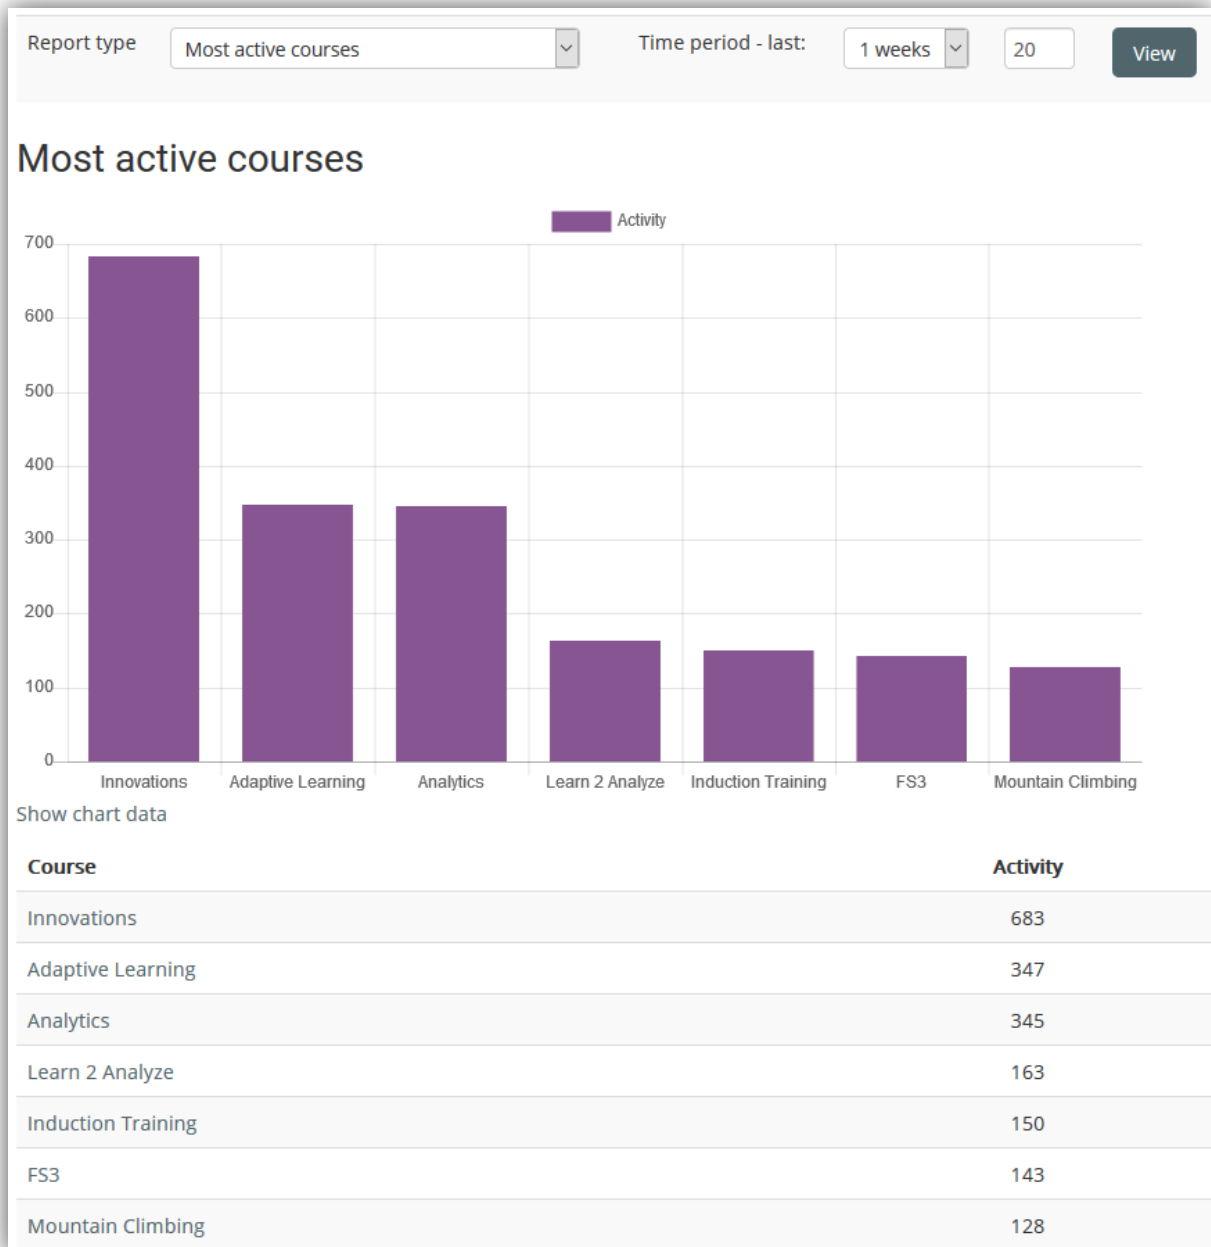 Report type Most active courses Time period - last: 1 weeks 20 View
Most active courses
Activity
700
600
500
400
300
200
100
0
Innovations Adaptive Learning Analytics Learn 2 Analyze Induction Training FS3 Mountain Climbing
Show chart data
Course Activity
Innovations 683
Adaptive Learning 347
Analytics 345
Learn 2 Analyze 163
Induction Training 150
FS3 143
Mountain Climbing 128